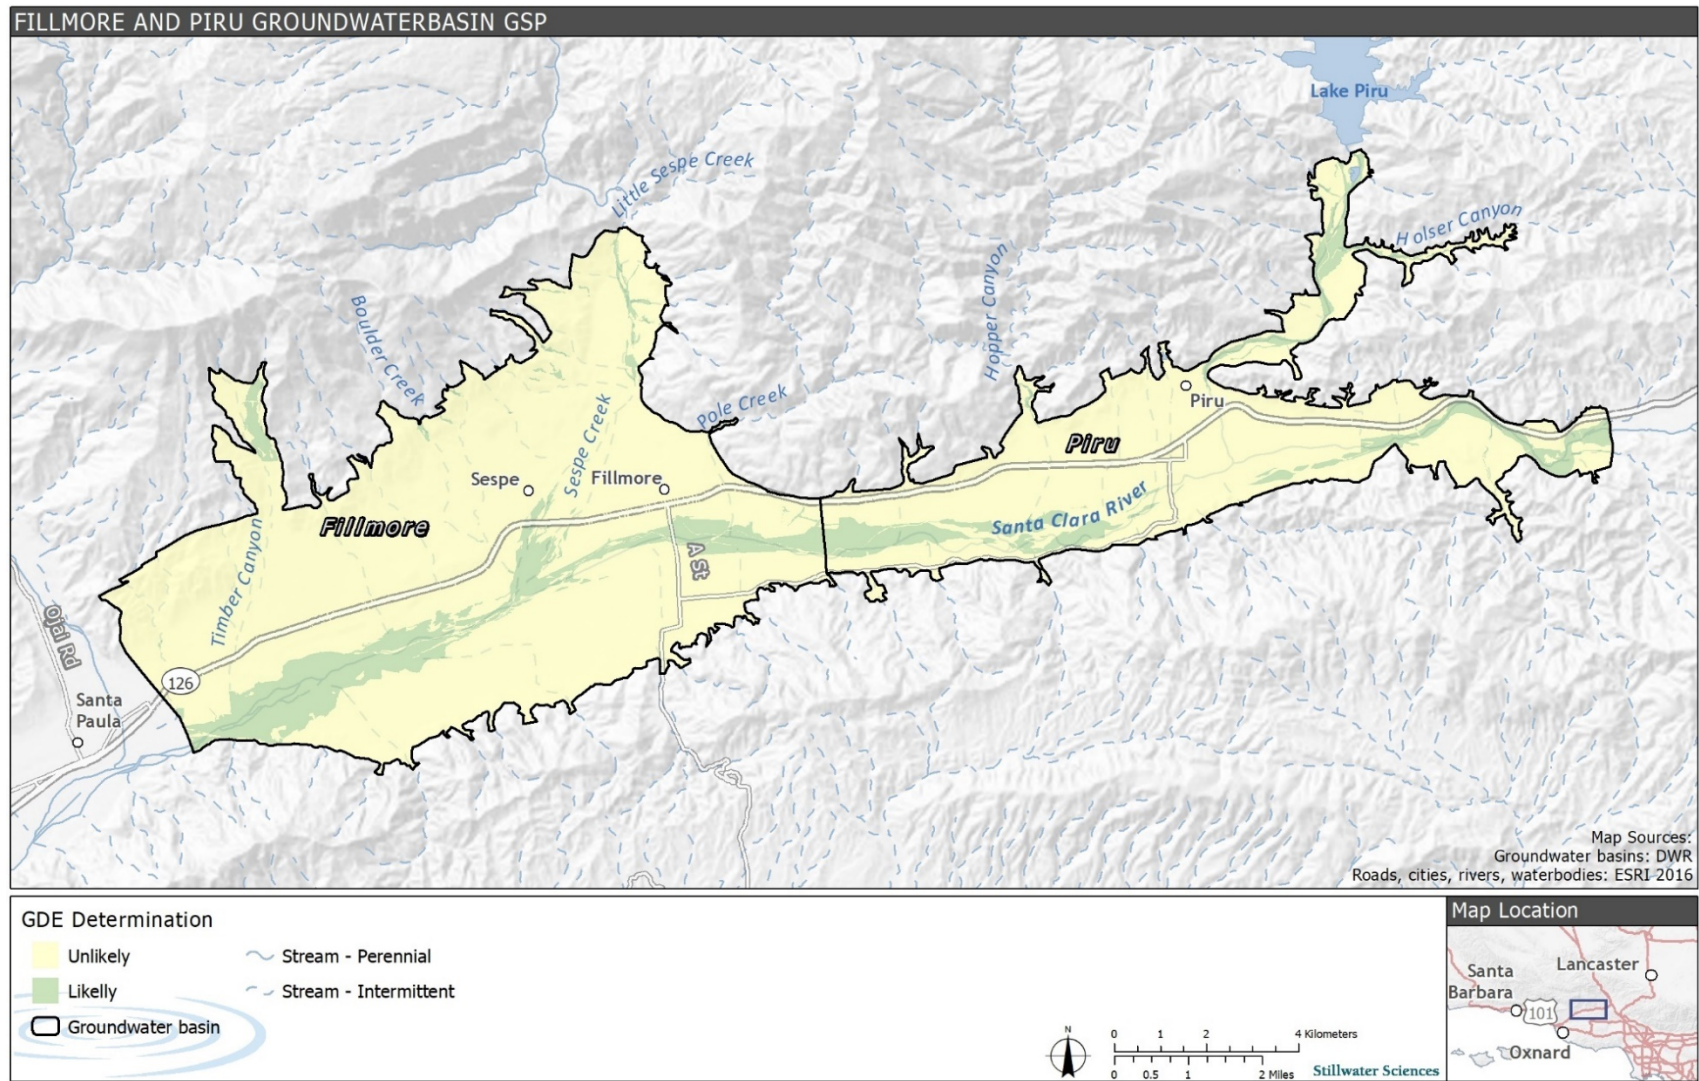 FILLMORE AND PIRU GROUNDWATERBASIN GSP
Lake Piru
Little Sespe Creek
Holser Canyon
Hopper Canyon
Boulder Creek
Pole Creek
Piru
Piru
Sespe Creek
Sespe
Fillmore
Fillmore
Santa Clara River
A St
Timber Canyon
Ojai Rd
126
Santa
Paula
Map Sources:
Groundwater basins: DWR
Roads, cities, rivers, waterbodies: ESRI 2016
GDE Determination
Unlikely
Likelly
Groundwater basin
Stream - Perennial
Stream - Intermittent
N
0 1 2 4 Kilometers
0 0.5 1 2 Miles
Stillwater Sciences
Map Location
Santa
Barbara
Lancaster
101
Oxnard